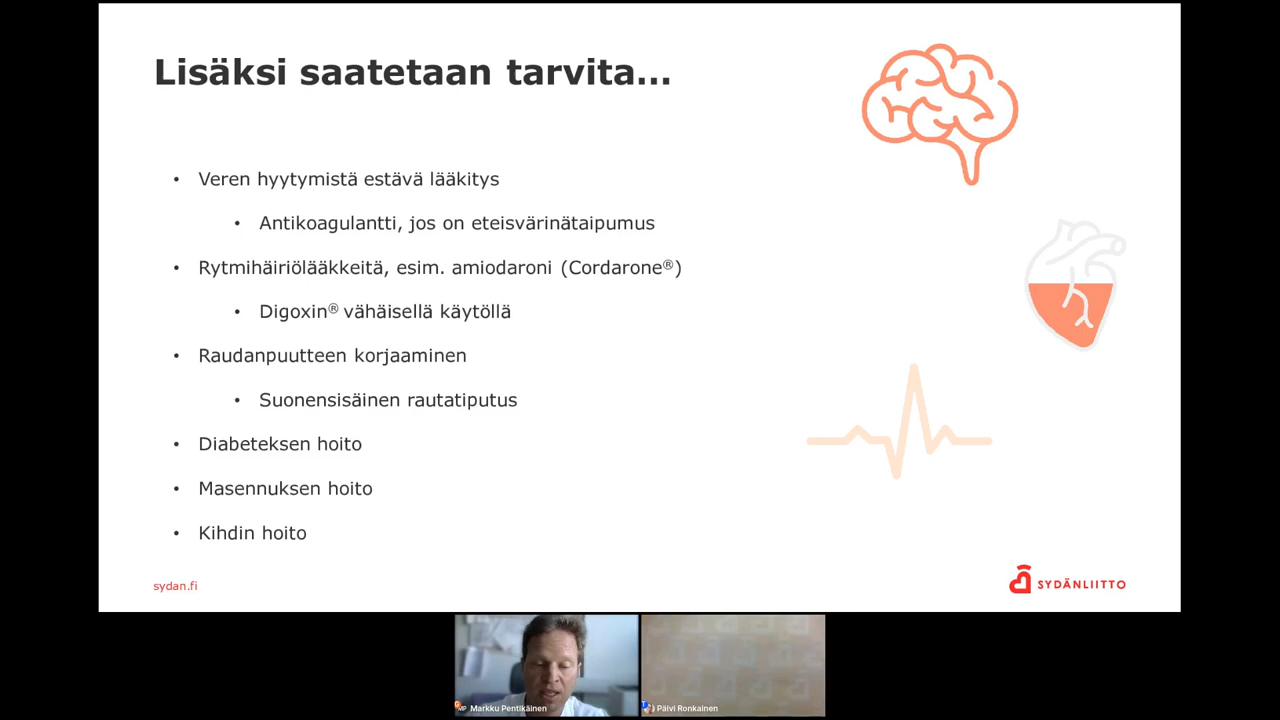 Lisäksi saatetaan tarvita...
• Veren hyytymistä estävä lääkitys
• Antikoagulantti, jos on eteisvärinätaipumus
• Rytmihäiriölääkkeitä, esim. amiodaroni (Cordarone®)
• Digoxin® vähäisellä käytöllä
• Raudanpuutteen korjaaminen
• Suonensisäinen rautatiputus
• Diabeteksen hoito
• Masennuksen hoito
• Kihdin hoito
sydan.fi
SYDÄNLIITTO
Markku Pentikäinen
Päivi Ronkainen